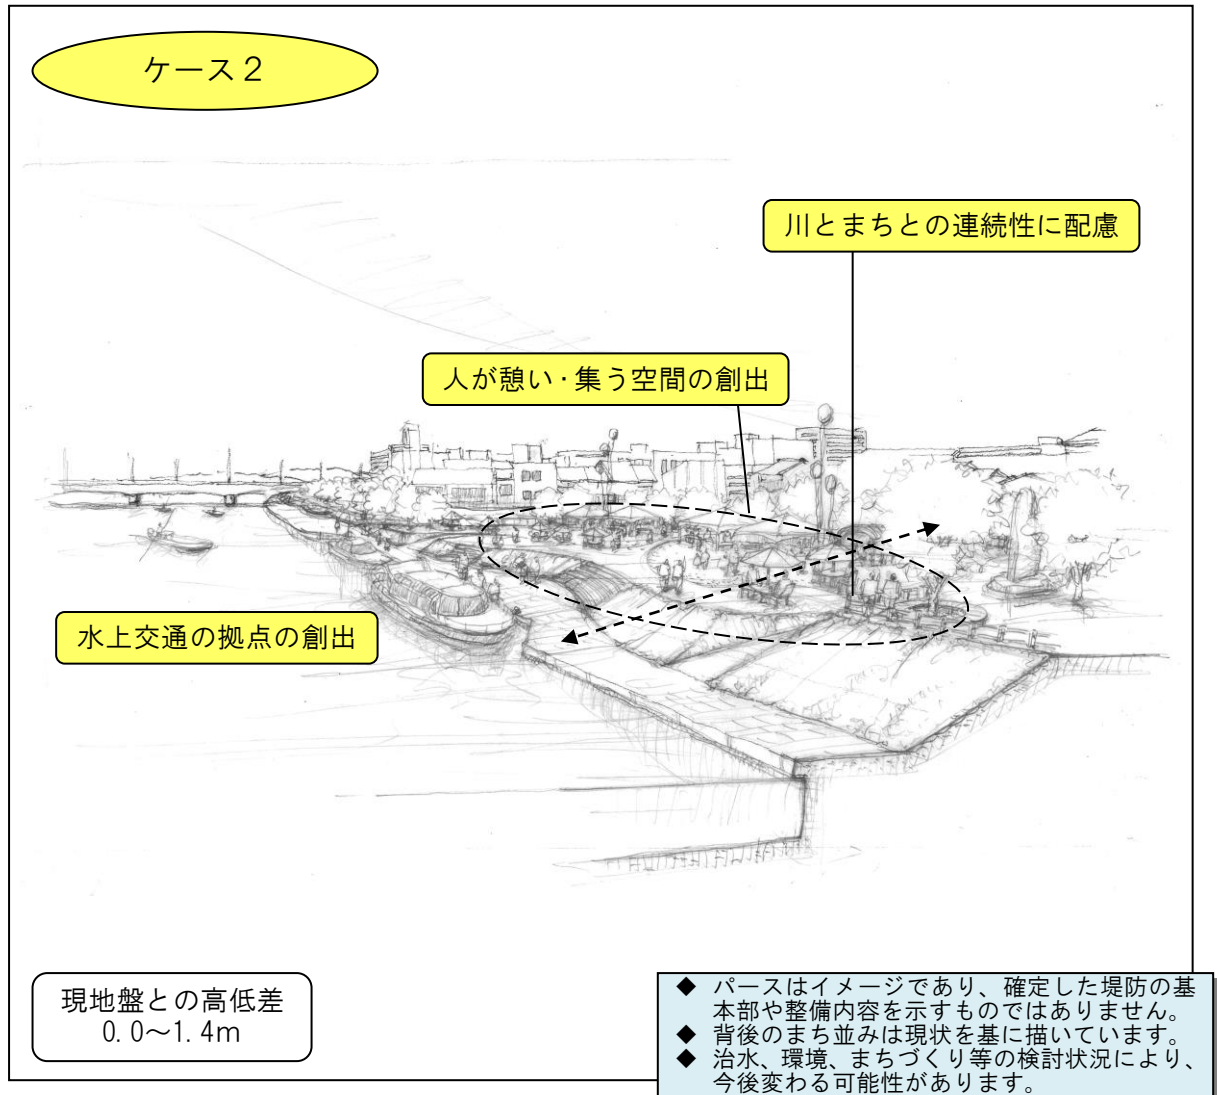 ケース２
川とまちとの連続性に配慮
人が憩い・集う空間の創出
水上交通の拠点の創出
現地盤との高低差
0.0～1.4m
◆ パースはイメージであり、確定した堤防の基
本部や整備内容を示すものではありません。
◆ 背後のまち並みは現状を基に描いています。
◆ 治水、環境、まちづくり等の検討状況により、
今後変わる可能性があります。